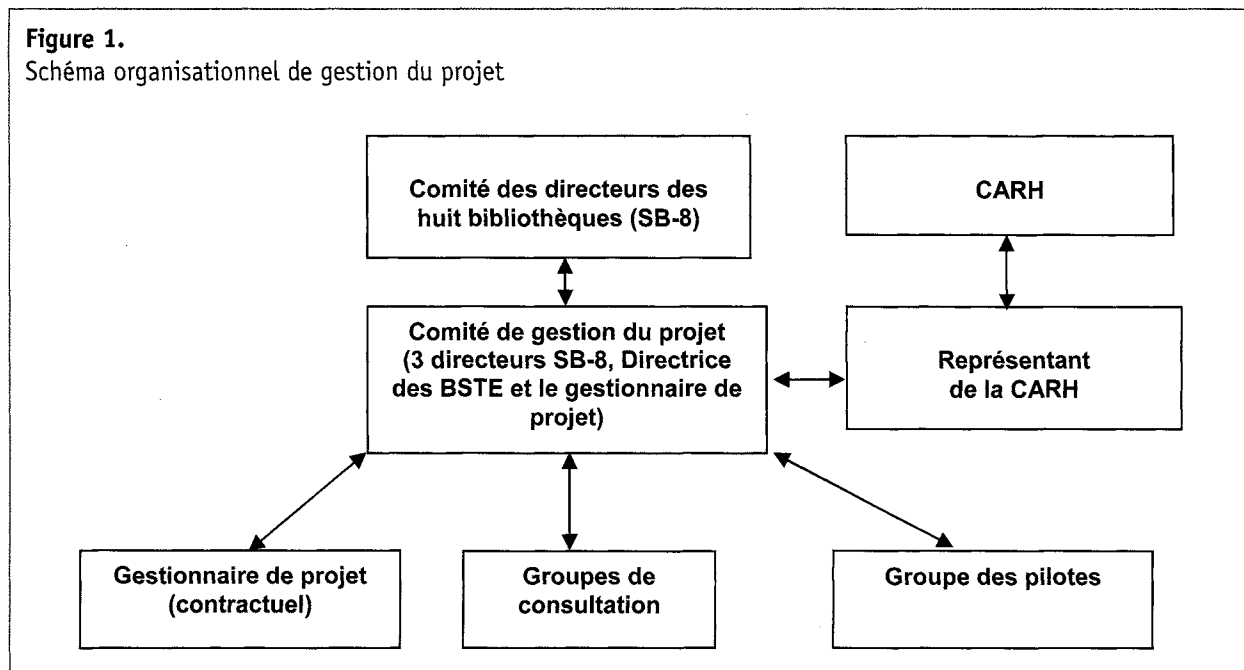 Figure 1.
Schéma organisationnel de gestion du projet
Comité des directeurs des
huit bibliothèques (SB-8)
CARH
Comité de gestion du projet
(3 directeurs SB-8, Directrice
des BSTE et le gestionnaire de
projet)
Représentant
de la CARH
Gestionnaire de projet
(contractuel)
Groupes de
consultation
Groupe des pilotes